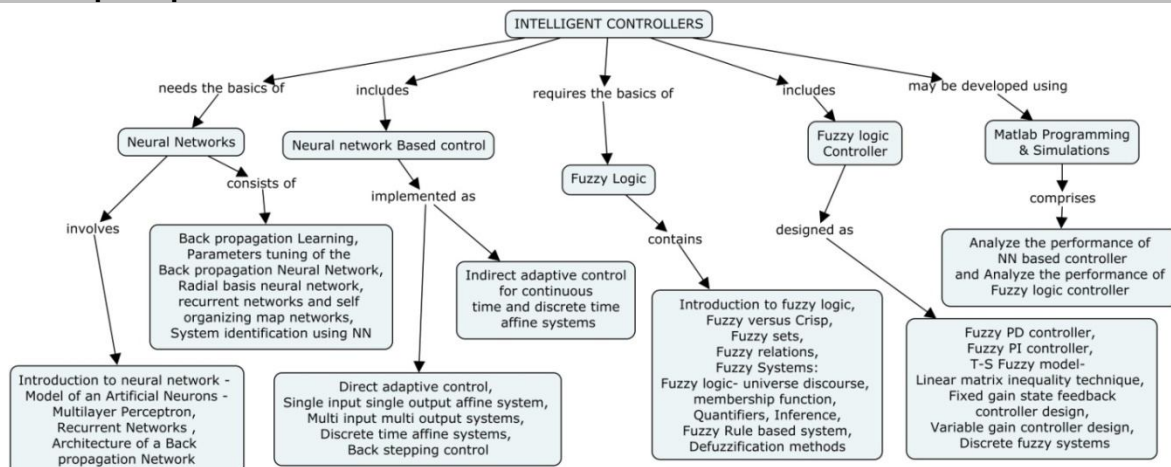 INTELLIGENT CONTROLLERS
needs the basics of
includes
requires the basics of
includes
may be developed using
Neural Networks
Neural network Based control
Fuzzy Logic
Fuzzy logic
Controller
Matlab Programming
& Simulations
involves
consists of
implemented as
contains
designed as
comprises
Back propagation Learning,
Parameters tuning of the
Back propagation Neural Network,
Radial basis neural network,
recurrent networks and self
organizing map networks,
System identification using NN
Indirect adaptive control
for continuous
time and discrete time
affine systems
Analyze the performance of
NN based controller
and Analyze the performance of
Fuzzy logic controller
Introduction to neural network -
Model of an Artificial Neurons -
Multilayer Perceptron,
Recurrent Networks ,
Architecture of a Back
propagation Network
Direct adaptive control,
Single input single output affine system,
Multi input multi output systems,
Discrete time affine systems,
Back stepping control
Introduction to fuzzy logic,
Fuzzy versus Crisp,
Fuzzy sets,
Fuzzy relations,
Fuzzy Systems:
Fuzzy logic- universe discourse,
membership function,
Quantifiers, Inference,
Fuzzy Rule based system,
Defuzzification methods
Fuzzy PD controller,
Fuzzy PI controller,
T-S Fuzzy model-
Linear matrix inequality technique,
Fixed gain state feedback
controller design,
Variable gain controller design,
Discrete fuzzy systems